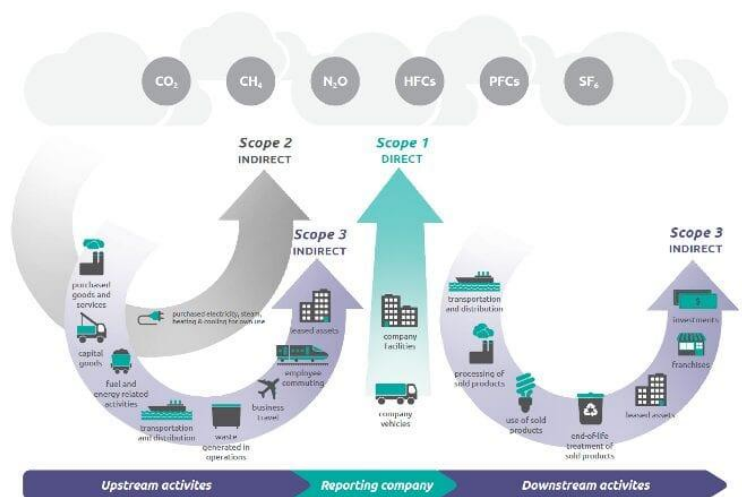 CO₂
CH₄
N₂O
HFCs
PFCs
SF₆
Scope 2
INDIRECT
Scope 1
DIRECT
Scope 3
INDIRECT
Scope 3
INDIRECT
purchased
goods and
services
capital
goods
fuel and
energy related
activities
transportation
and distribution
waste
generated in
operations
business
travel
employee
commuting
leased assets
purchased electricity, steam,
heating & cooling for own use
company
facilities
company
vehicles
transportation
and distribution
processing of
sold products
use of sold
products
end-of-life
treatment of
sold products
leased assets
franchises
$
investments
Upstream activites
Reporting company
Downstream activites